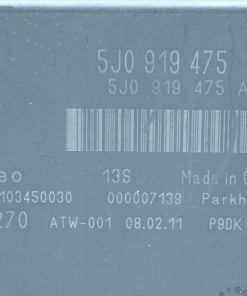 5J0 919 475
5J0 919 475 A
eo 13S Made in
103450030 000007139 Parkh
270 ATW-001 08.02.11 P9DK